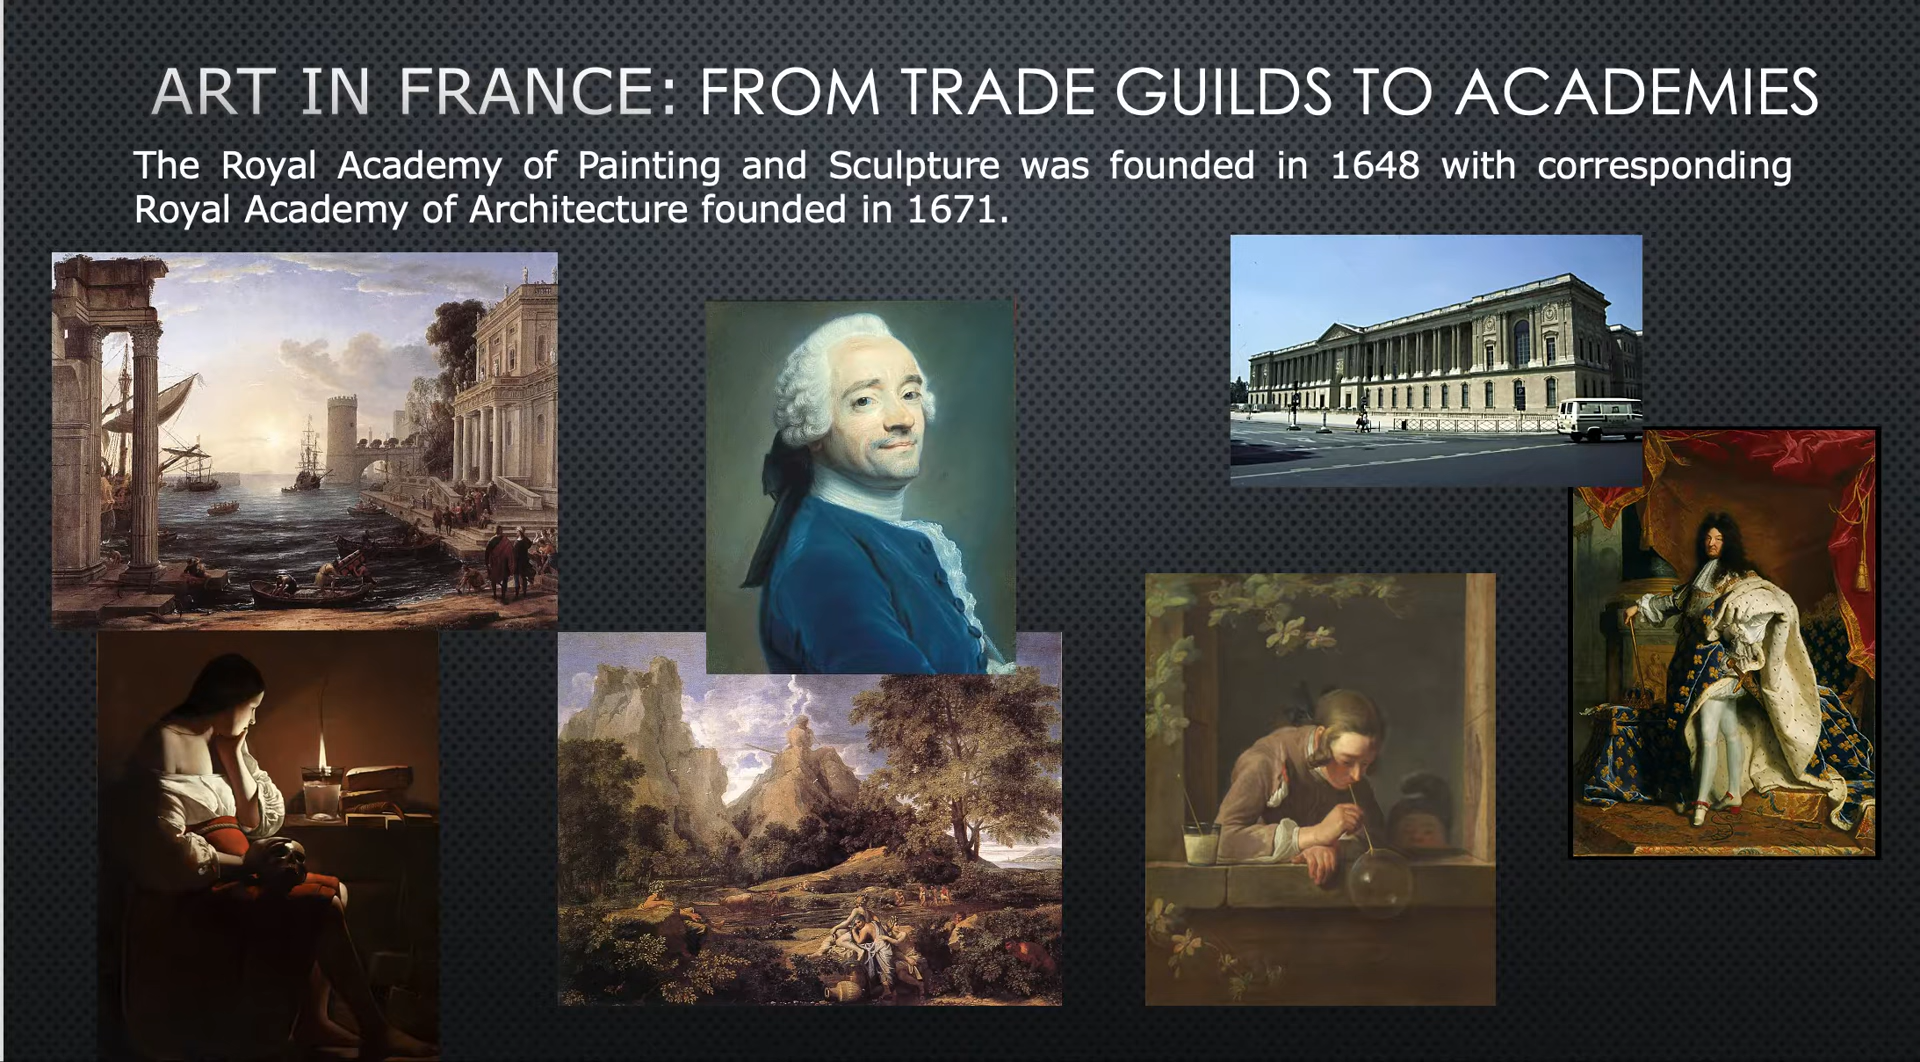 ART IN FRANCE: FROM TRADE GUILDS TO ACADEMIES
The Royal Academy of Painting and Sculpture was founded in 1648 with corresponding
Royal Academy of Architecture founded in 1671.